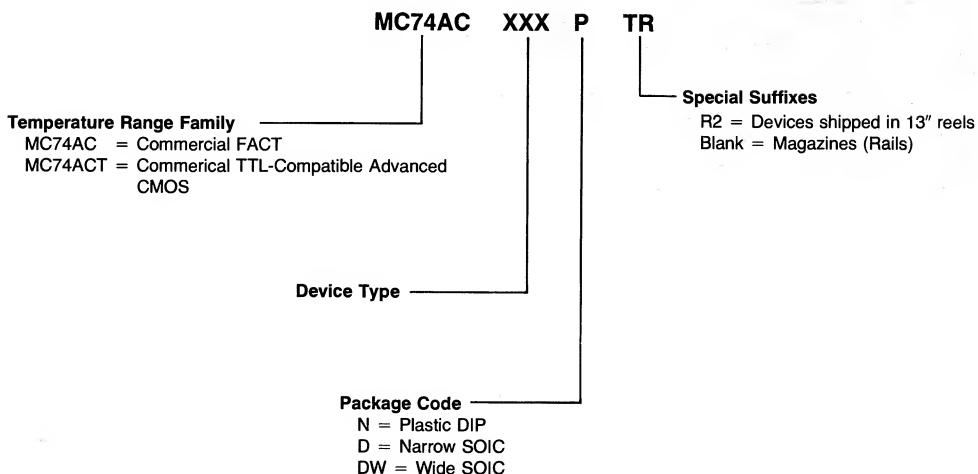 MC74AC XXX P TR
Special Suffixes
R2 = Devices shipped in 13″ reels
Blank = Magazines (Rails)
Temperature Range Family
MC74AC = Commercial FACT
MC74ACT = Commerical TTL-Compatible Advanced
CMOS
Device Type
Package Code
N = Plastic DIP
D = Narrow SOIC
DW = Wide SOIC